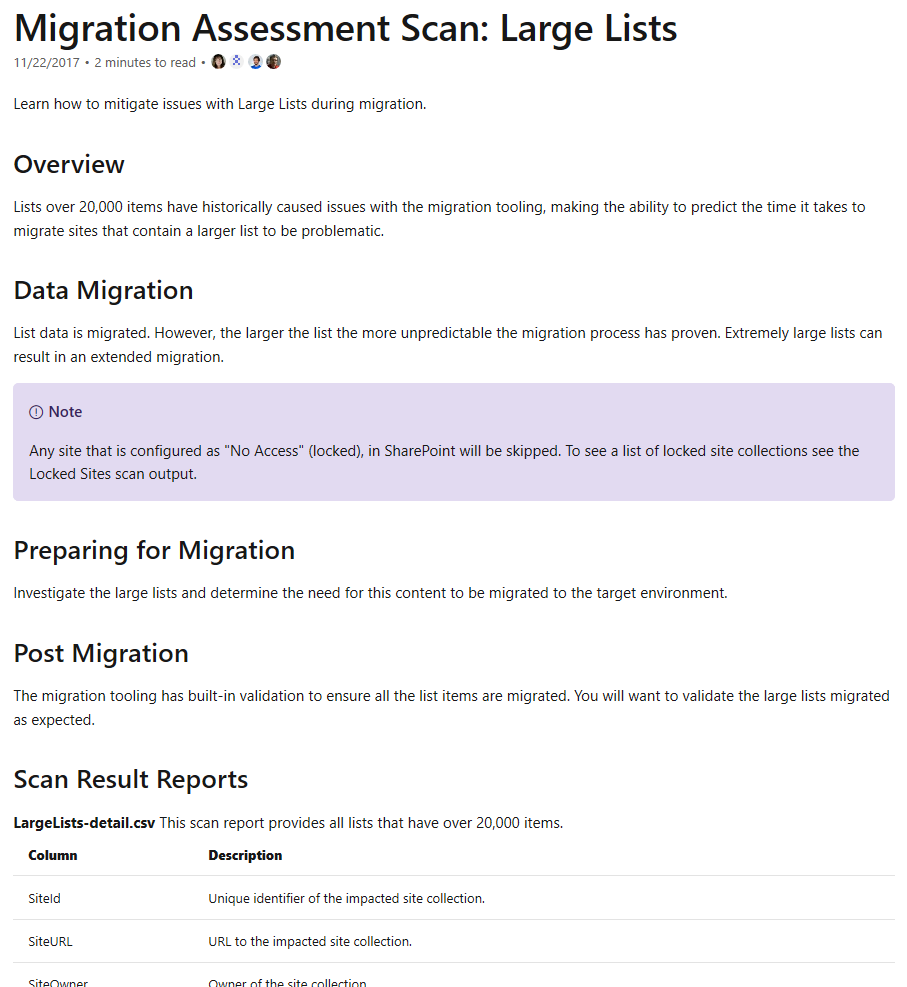 Migration Assessment Scan: Large Lists
11/22/2017 • 2 minutes to read •
Learn how to mitigate issues with Large Lists during migration.
Overview
Lists over 20,000 items have historically caused issues with the migration tooling, making the ability to predict the time it takes to
migrate sites that contain a larger list to be problematic.
Data Migration
List data is migrated. However, the larger the list the more unpredictable the migration process has proven. Extremely large lists can
result in an extended migration.
Note
Any site that is configured as "No Access" (locked), in SharePoint will be skipped. To see a list of locked site collections see the
Locked Sites scan output.
Preparing for Migration
Investigate the large lists and determine the need for this content to be migrated to the target environment.
Post Migration
The migration tooling has built-in validation to ensure all the list items are migrated. You will want to validate the large lists migrated
as expected.
Scan Result Reports
LargeLists-detail.csv This scan report provides all lists that have over 20,000 items.
Column Description
SiteId Unique identifier of the impacted site collection.
SiteURL URL to the impacted site collection.
SiteOwner Owner of the site collection